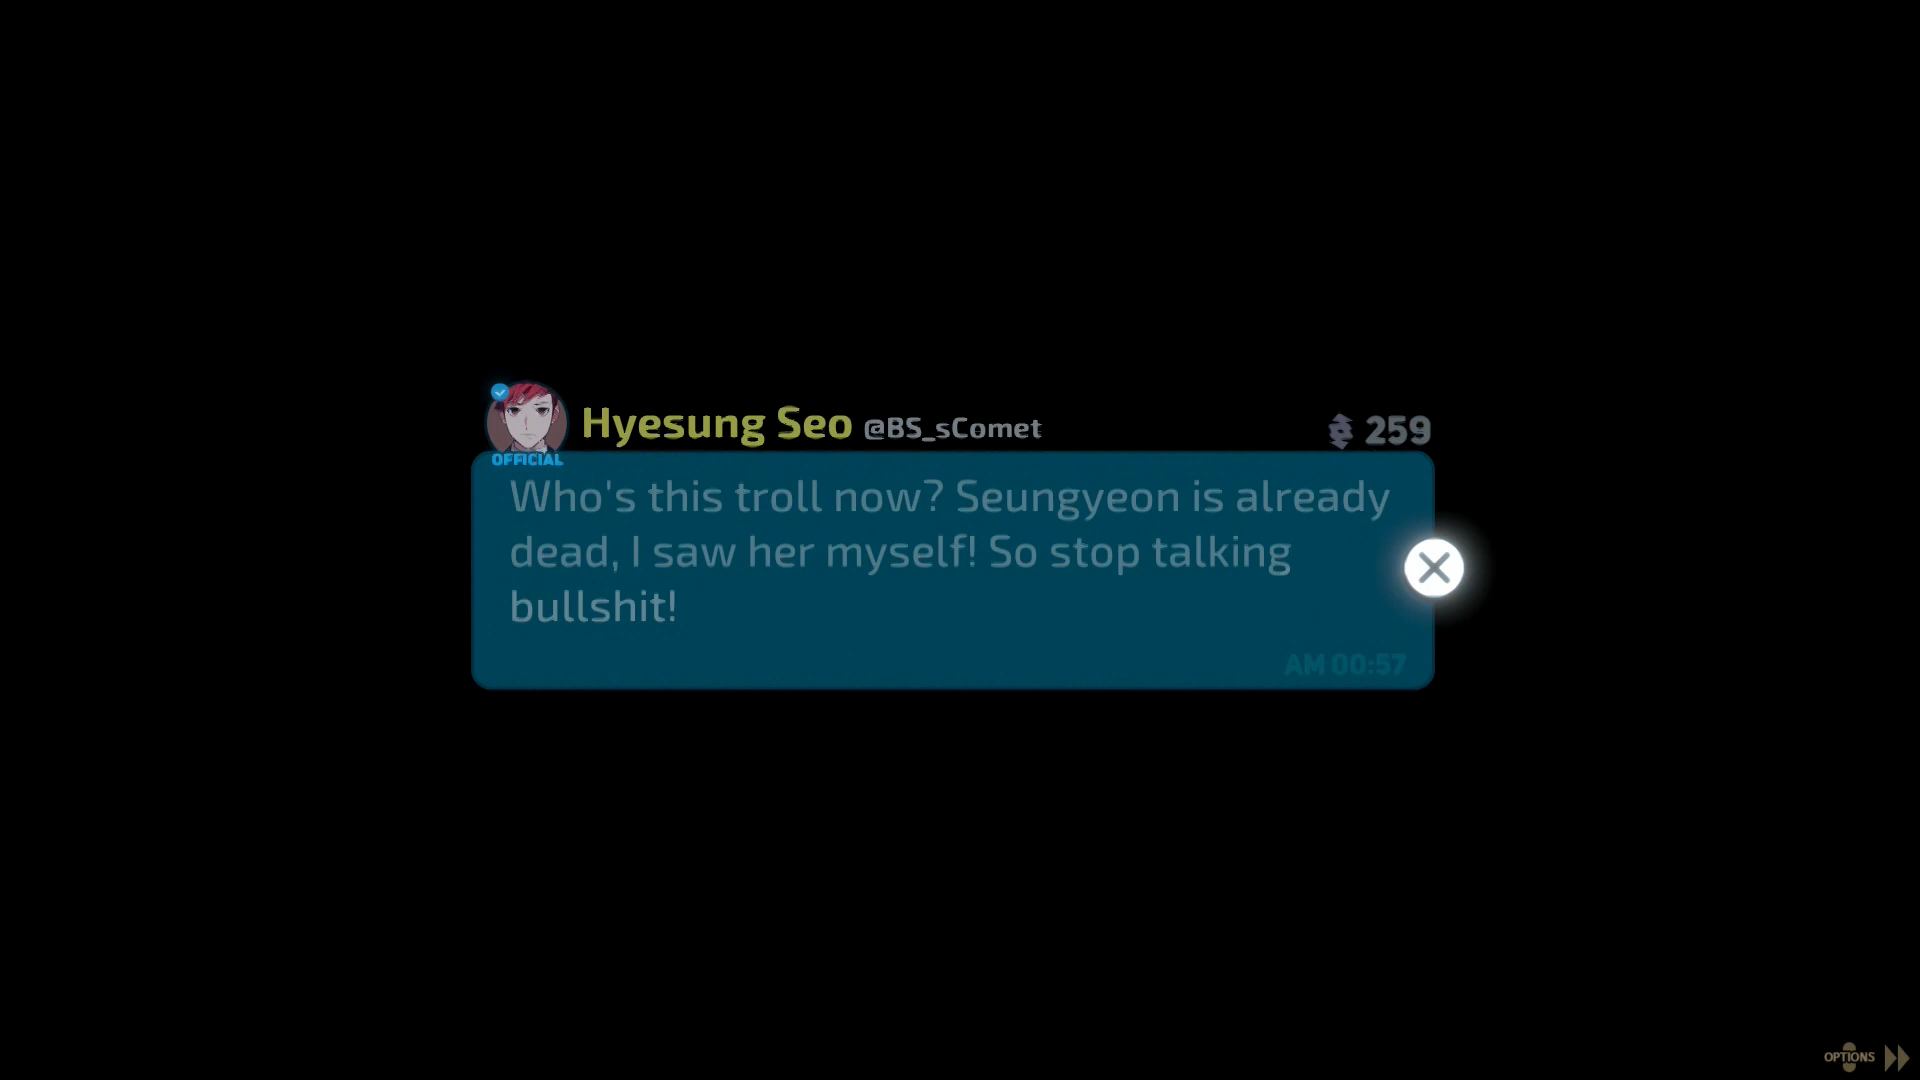 Hyesung Seo @BS_sComet 259
OFFICIAL
Who's this troll now? Seungyeon is already
dead, I saw her myself! So stop talking
bullshit!
AM 00:57
OPTIONS